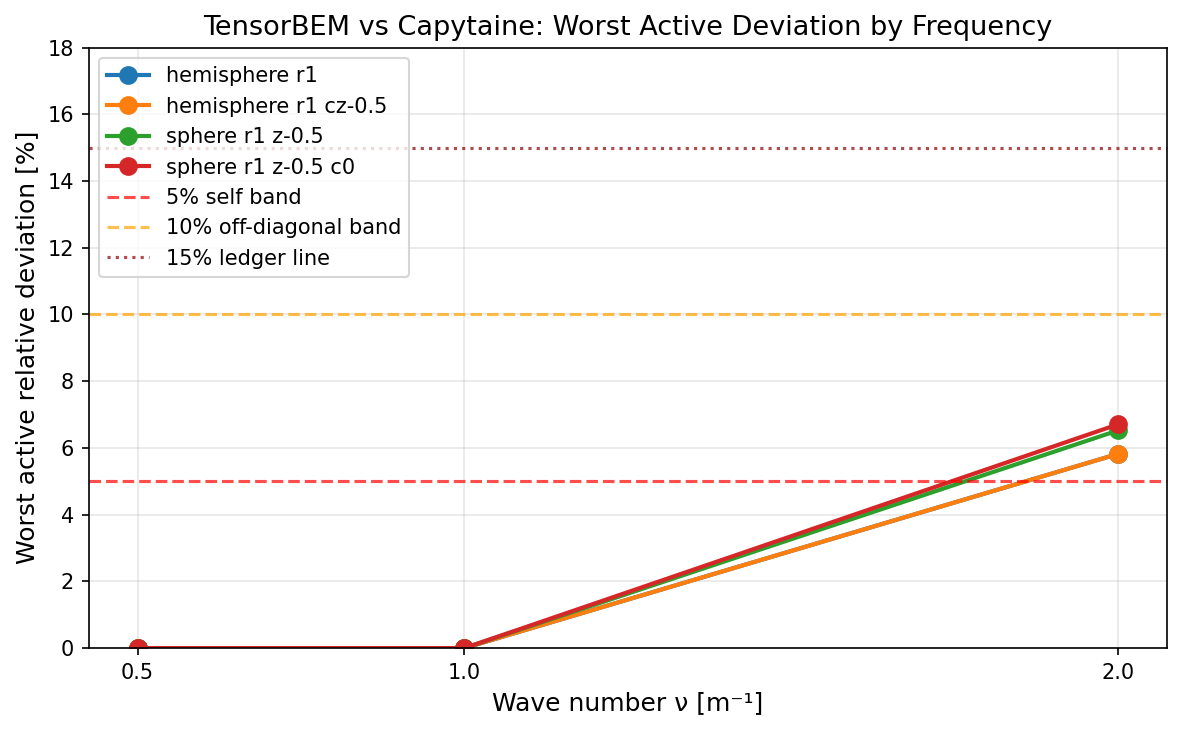 TensorBEM vs Capytaine: Worst Active Deviation by Frequency
Worst active relative deviation [%]
18
16
14
12
10
8
6
4
2
0
hemisphere r1
hemisphere r1 cz-0.5
sphere r1 z-0.5
sphere r1 z-0.5 c0
5% self band
10% off-diagonal band
15% ledger line
0.5
1.0
2.0
Wave number ν [m⁻¹]